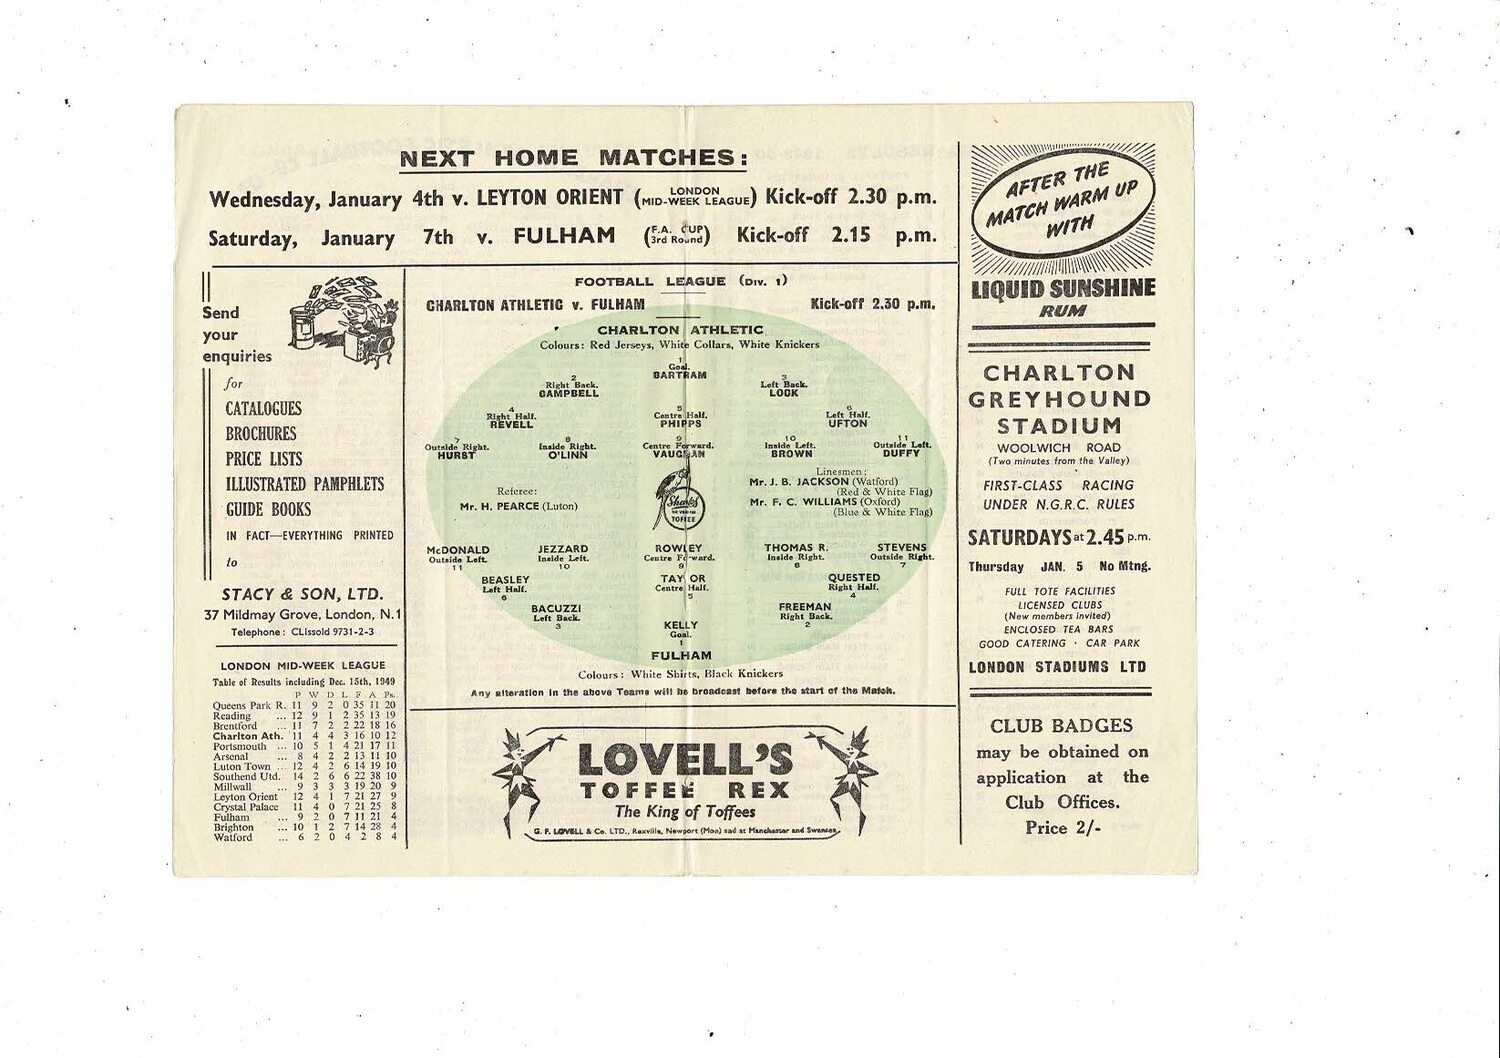 NEXT HOME MATCHES:
Wednesday, January 4th v. LEYTON ORIENT (LONDON MID-WEEK LEAGUE) Kick-off 2.30 p.m.
Saturday, January 7th v. FULHAM (F.A. CUP 3rd Round) Kick-off 2.15 p.m.
Send
your
enquiries
for
CATALOGUES
BROCHURES
PRICE LISTS
ILLUSTRATED PAMPHLETS
GUIDE BOOKS
IN FACT—EVERYTHING PRINTED
to
STACY & SON, LTD.
37 Mildmay Grove, London, N.1
Telephone: CLIssold 9731-2-3
LONDON MID-WEEK LEAGUE
Table of Results including Dec. 15th, 1949
P W D L F A Ps.
Queens Park R. 11 9 2 0 35 11 20
Reading ... 12 9 1 2 35 13 19
Brentford ... 11 7 2 2 22 18 16
Charlton Ath. 11 4 4 3 16 10 12
Portsmouth ... 10 5 1 4 21 17 11
Arsenal ... 8 4 2 2 13 11 10
Luton Town ... 12 4 2 6 14 19 10
Southend Utd. 14 2 6 6 22 38 10
Millwall ... 9 3 3 3 19 20 9
Leyton Orient 12 4 1 7 21 27 9
Crystal Palace 11 4 0 7 21 25 8
Fulham ... 9 2 0 7 11 21 4
Brighton ... 10 1 2 7 14 28 4
Watford ... 6 2 0 4 2 8 4
FOOTBALL LEAGUE (DIV. 1)
CHARLTON ATHLETIC v. FULHAM Kick-off 2.30 p.m.
CHARLTON ATHLETIC
Colours: Red Jerseys, White Collars, White Knickers
1
Goal.
BARTRAM
2
Right Back.
CAMPBELL
3
Left Back.
LOCK
4
Right Half.
REVELL
5
Centre Half.
PHIPPS
6
Left Half.
UFTON
7
Outside Right.
HURST
8
Inside Right.
O'LINN
9
Centre Forward.
VAUGHAN
10
Inside Left.
BROWN
11
Outside Left.
DUFFY
Referee:
Mr. H. PEARCE (Luton)
Sharps
TOFFEE
Linesmen:
Mr. J. B. JACKSON (Watford)
(Red & White Flag)
Mr. F. C. WILLIAMS (Oxford)
(Blue & White Flag)
McDONALD
Outside Left.
11
JEZZARD
Inside Left.
10
ROWLEY
Centre Forward.
9
THOMAS R.
Inside Right.
8
STEVENS
Outside Right.
7
BEASLEY
Left Half.
6
TAYLOR
Centre Half.
5
QUESTED
Right Half.
4
BACUZZI
Left Back.
3
FREEMAN
Right Back.
2
KELLY
Goal.
1
FULHAM
Colours: White Shirts, Black Knickers
Any alteration in the above Teams will be broadcast before the start of the Match.
LOVELL'S
TOFFEE REX
The King of Toffees
G. F. LOVELL & Co. LTD., Rexville, Newport (Mon) and at Manchester and Swansea.
AFTER THE
MATCH WARM UP
WITH
LIQUID SUNSHINE
RUM
CHARLTON
GREYHOUND
STADIUM
WOOLWICH ROAD
(Two minutes from the Valley)
FIRST-CLASS RACING
UNDER N.G.R.C. RULES
SATURDAYS at 2.45 p.m.
Thursday JAN. 5 No Mtng.
FULL TOTE FACILITIES
LICENSED CLUBS
(New members invited)
ENCLOSED TEA BARS
GOOD CATERING · CAR PARK
LONDON STADIUMS LTD
CLUB BADGES
may be obtained on
application at the
Club Offices.
Price 2/-